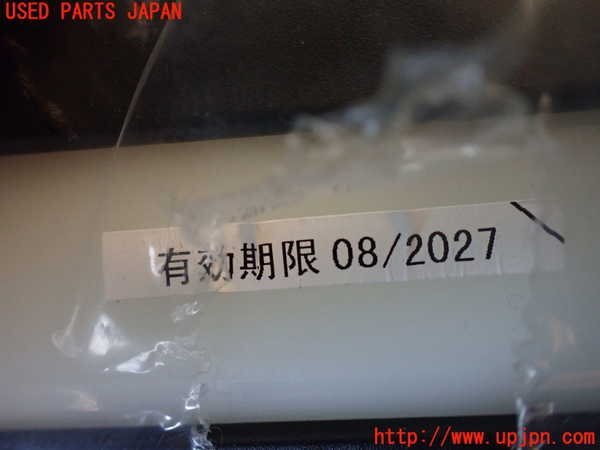 USED PARTS JAPAN
有効期限 08/2027
http://www.upjpn.com